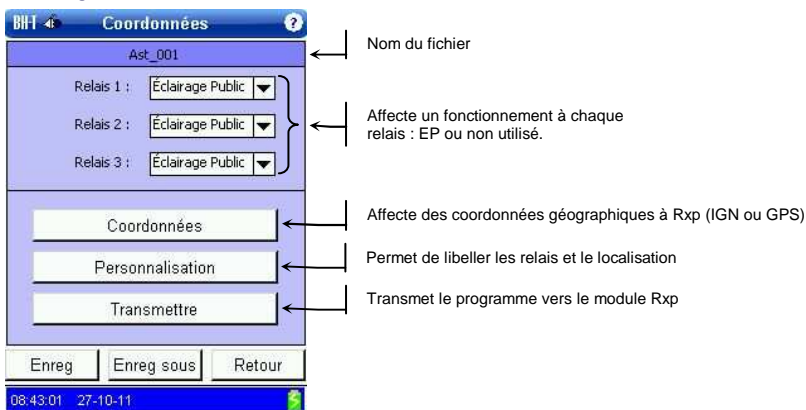 BH-T Coordonnées ?
Ast_001
Nom du fichier
Relais 1 : Éclairage Public
Relais 2 : Éclairage Public
Relais 3 : Éclairage Public
Affecte un fonctionnement à chaque
relais : EP ou non utilisé.
Coordonnées
Affecte des coordonnées géographiques à Rxp (IGN ou GPS)
Personnalisation
Permet de libeller les relais et le localisation
Transmettre
Transmet le programme vers le module Rxp
Enreg Enreg sous Retour
08:43:01 27-10-11